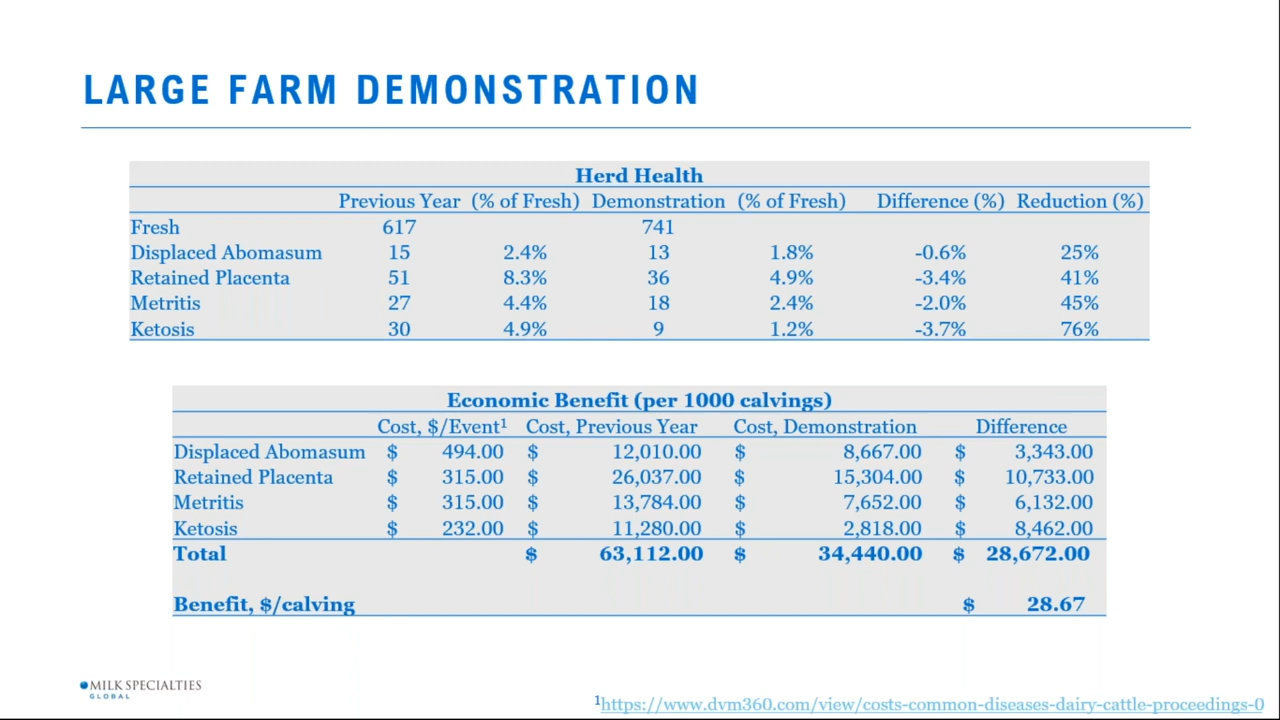 LARGE FARM DEMONSTRATION
Herd Health
Previous Year (% of Fresh) Demonstration (% of Fresh) Difference (%) Reduction (%)
Fresh 617 741
Displaced Abomasum 15 2.4% 13 1.8% -0.6% 25%
Retained Placenta 51 8.3% 36 4.9% -3.4% 41%
Metritis 27 4.4% 18 2.4% -2.0% 45%
Ketosis 30 4.9% 9 1.2% -3.7% 76%
Economic Benefit (per 1000 calvings)
Cost, $/Event¹ Cost, Previous Year Cost, Demonstration Difference
Displaced Abomasum $ 494.00 $ 12,010.00 $ 8,667.00 $ 3,343.00
Retained Placenta $ 315.00 $ 26,037.00 $ 15,304.00 $ 10,733.00
Metritis $ 315.00 $ 13,784.00 $ 7,652.00 $ 6,132.00
Ketosis $ 232.00 $ 11,280.00 $ 2,818.00 $ 8,462.00
Total $ 63,112.00 $ 34,440.00 $ 28,672.00
Benefit, $/calving $ 28.67
MILK SPECIALTIES
GLOBAL
¹https://www.dvm360.com/view/costs-common-diseases-dairy-cattle-proceedings-0